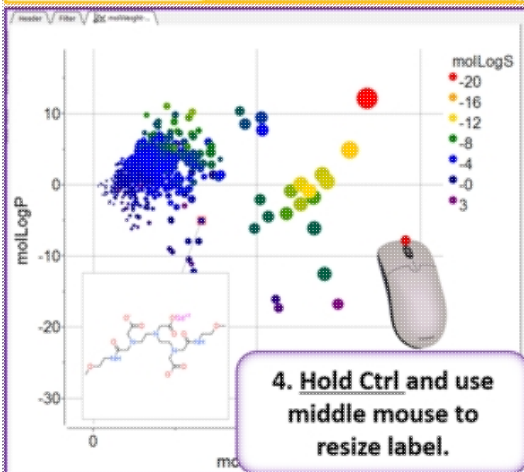 Header
Filter
molWeight-...
molLogS
-20
-16
-12
-8
-4
-0
3
10
0
-10
-20
-30
molLogP
0
4. Hold Ctrl and use
middle mouse to
resize label.